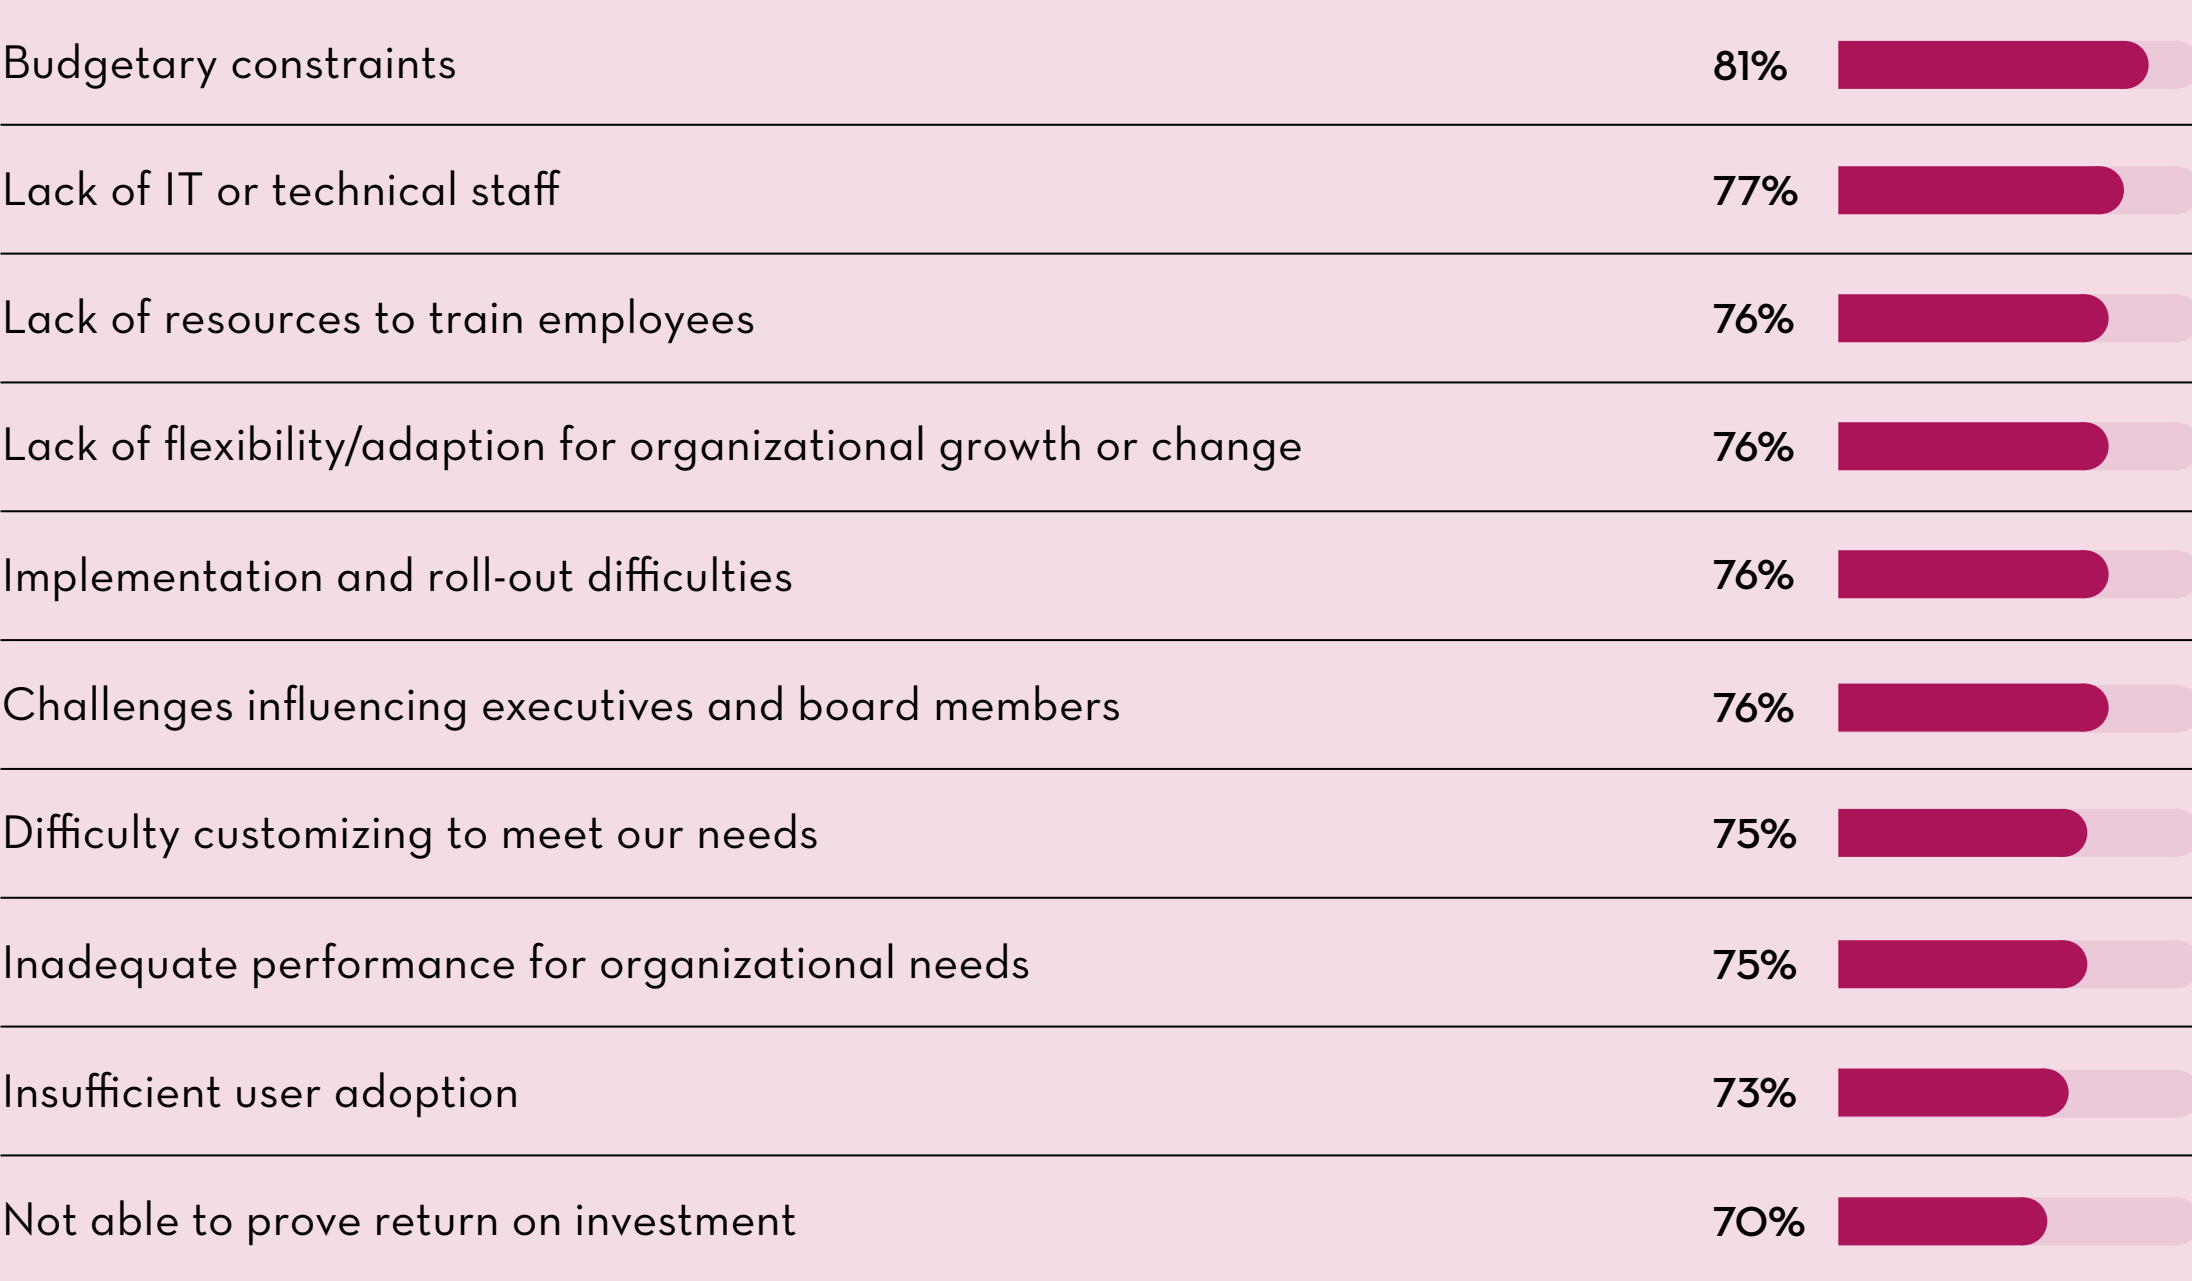 Budgetary constraints 81%
Lack of IT or technical staff 77%
Lack of resources to train employees 76%
Lack of flexibility/adaption for organizational growth or change 76%
Implementation and roll-out difficulties 76%
Challenges influencing executives and board members 76%
Difficulty customizing to meet our needs 75%
Inadequate performance for organizational needs 75%
Insufficient user adoption 73%
Not able to prove return on investment 70%